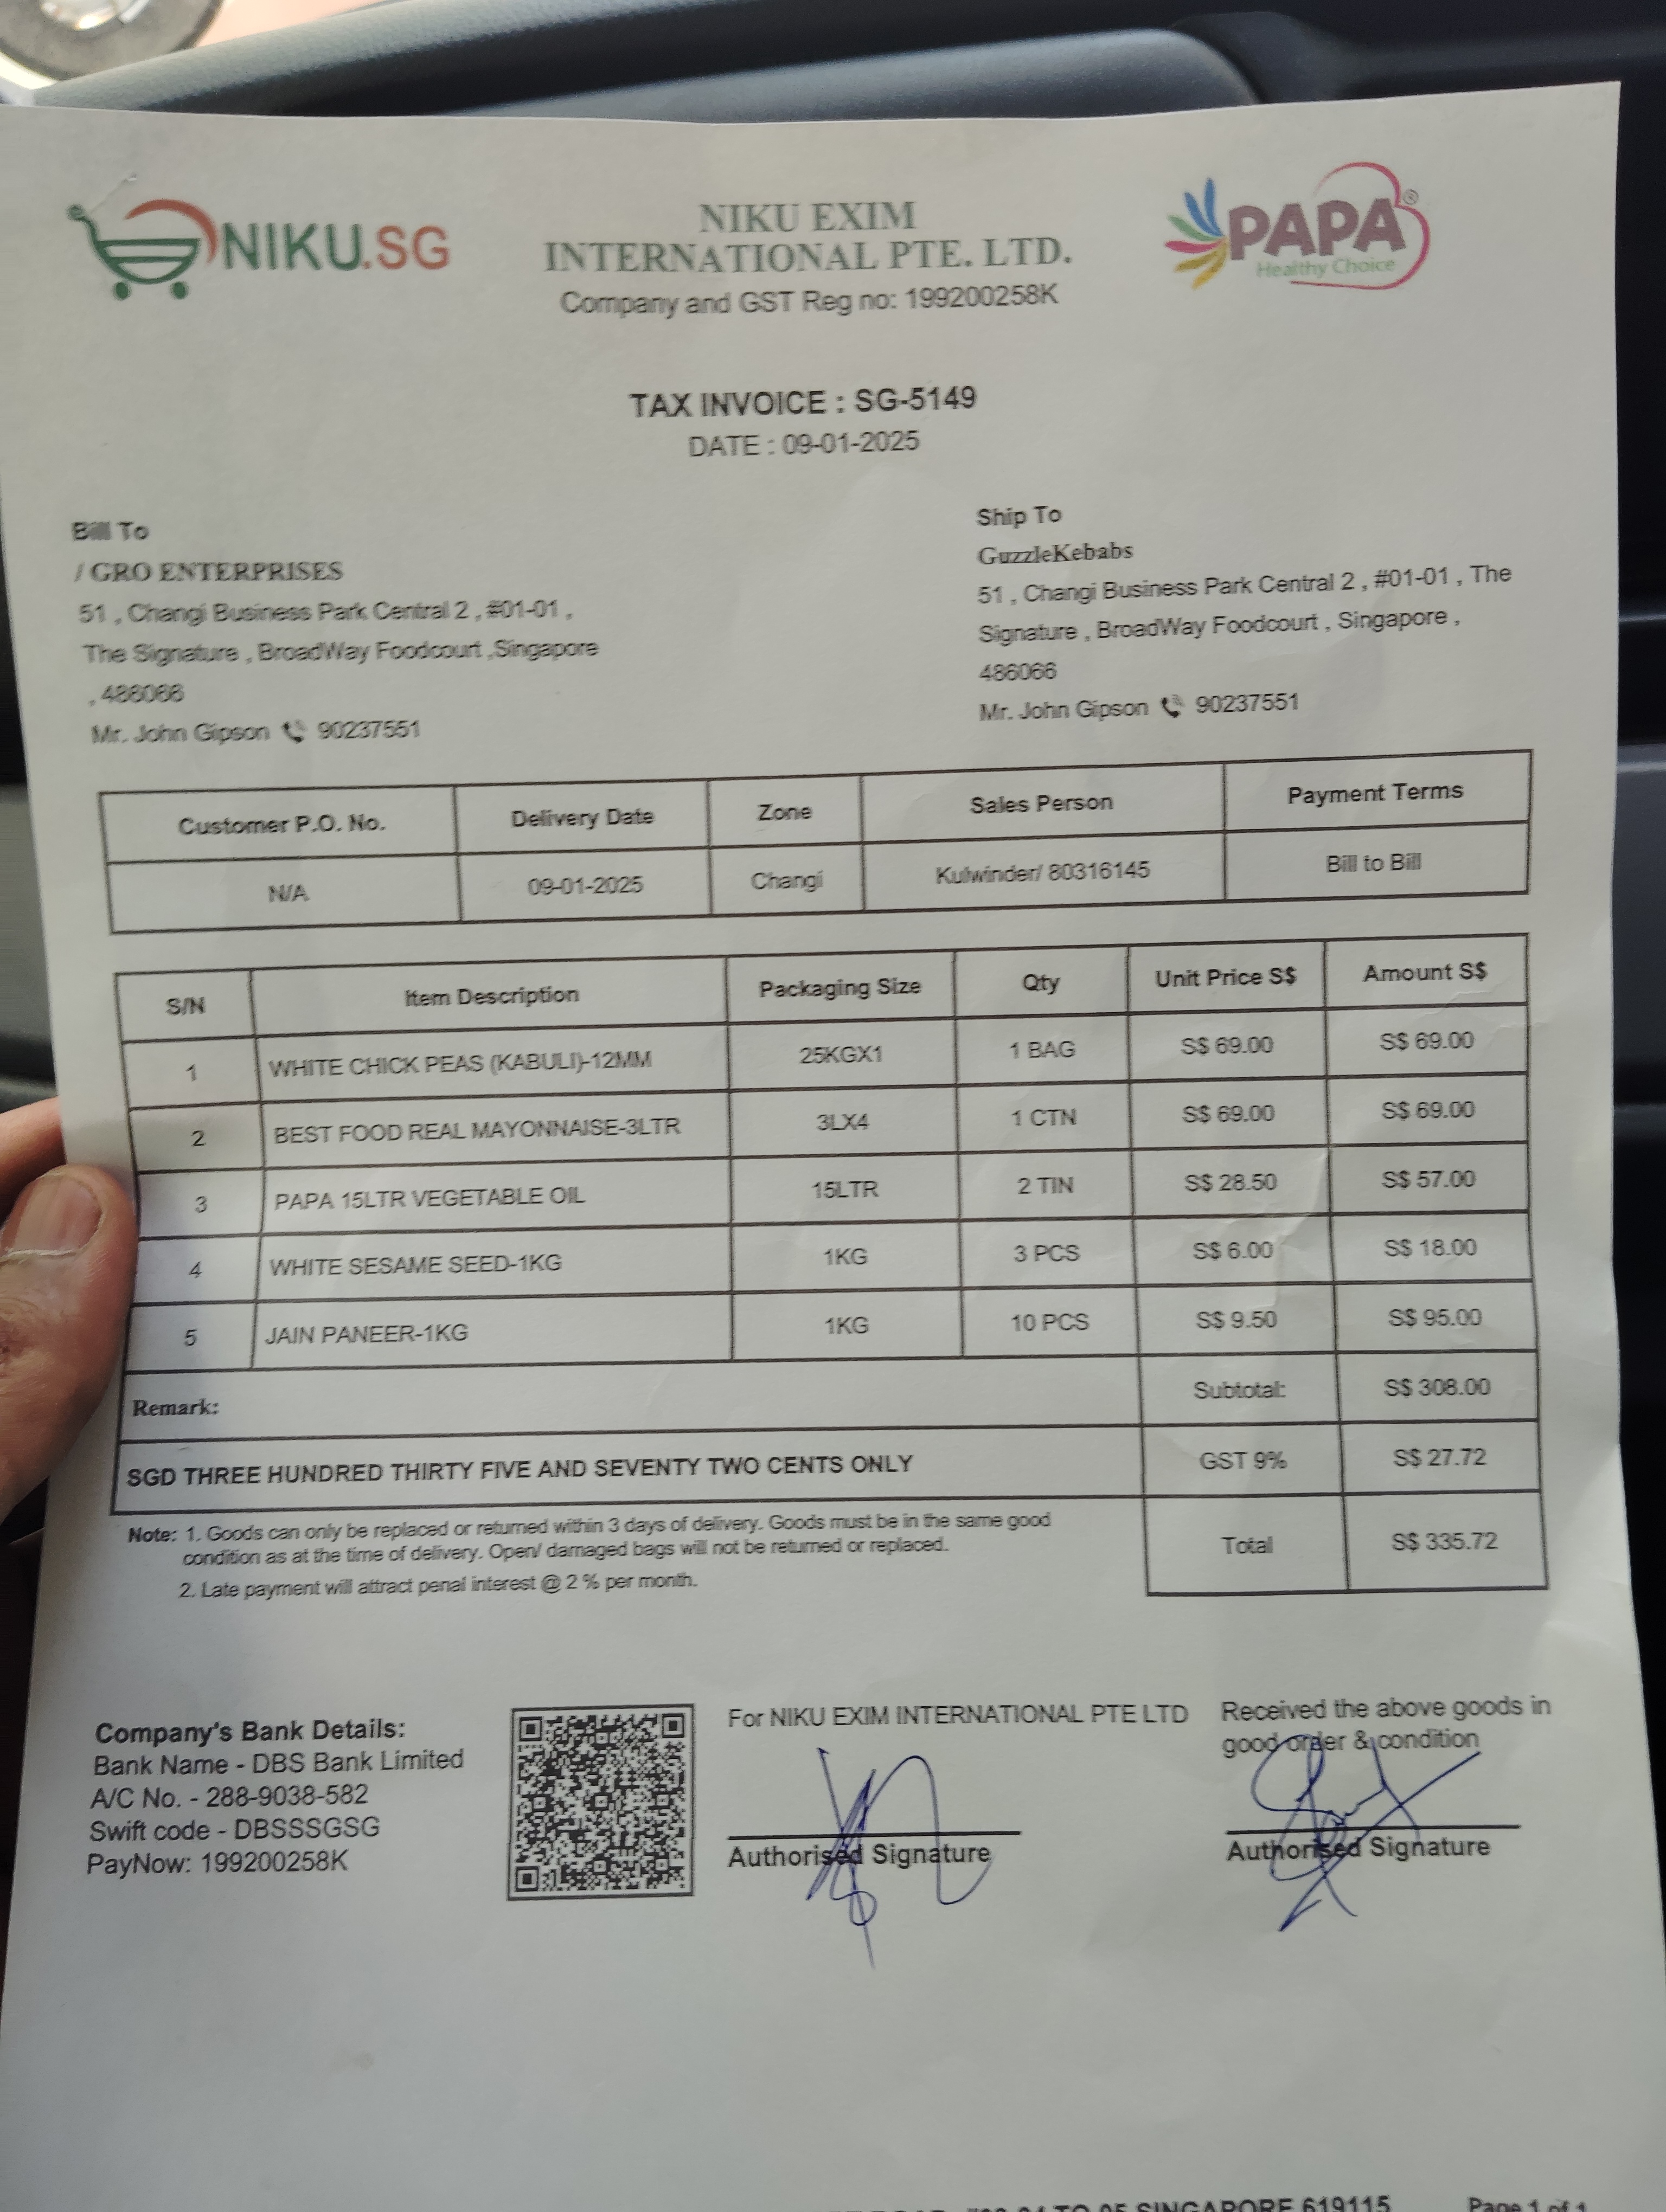 NIKU.SG
NIKU EXIM
INTERNATIONAL PTE. LTD.
Company and GST Reg no: 199200258K
PAPA®
Healthy Choice
TAX INVOICE : SG-5149
DATE : 09-01-2025
Bill To
/ GRO ENTERPRISES
51 , Changi Business Park Central 2 , #01-01 ,
The Signature , BroadWay Foodcourt ,Singapore
, 486066
Mr. John Gipson 90237551
Ship To
GuzzleKebabs
51 , Changi Business Park Central 2 , #01-01 , The
Signature , BroadWay Foodcourt , Singapore ,
486066
Mr. John Gipson 90237551
Customer P.O. No. Delivery Date Zone Sales Person Payment Terms
N/A 09-01-2025 Changi Kulwinder/ 80316145 Bill to Bill
S/N Item Description Packaging Size Qty Unit Price S$ Amount S$
1 WHITE CHICK PEAS (KABULI)-12MM 25KGX1 1 BAG S$ 69.00 S$ 69.00
2 BEST FOOD REAL MAYONNAISE-3LTR 3LX4 1 CTN S$ 69.00 S$ 69.00
3 PAPA 15LTR VEGETABLE OIL 15LTR 2 TIN S$ 28.50 S$ 57.00
4 WHITE SESAME SEED-1KG 1KG 3 PCS S$ 6.00 S$ 18.00
5 JAIN PANEER-1KG 1KG 10 PCS S$ 9.50 S$ 95.00
Remark: Subtotal: S$ 308.00
SGD THREE HUNDRED THIRTY FIVE AND SEVENTY TWO CENTS ONLY GST 9% S$ 27.72
Total S$ 335.72
Note: 1. Goods can only be replaced or returned within 3 days of delivery. Goods must be in the same good
condition as at the time of delivery. Open/ damaged bags will not be returned or replaced.
2. Late payment will attract penal interest @ 2 % per month.
Company's Bank Details:
Bank Name - DBS Bank Limited
A/C No. - 288-9038-582
Swift code - DBSSSGSG
PayNow: 199200258K
For NIKU EXIM INTERNATIONAL PTE LTD
Authorised Signature
Received the above goods in
good order & condition
Authorised Signature
TO 05 SINGAPORE 619115
Page 1 of 1